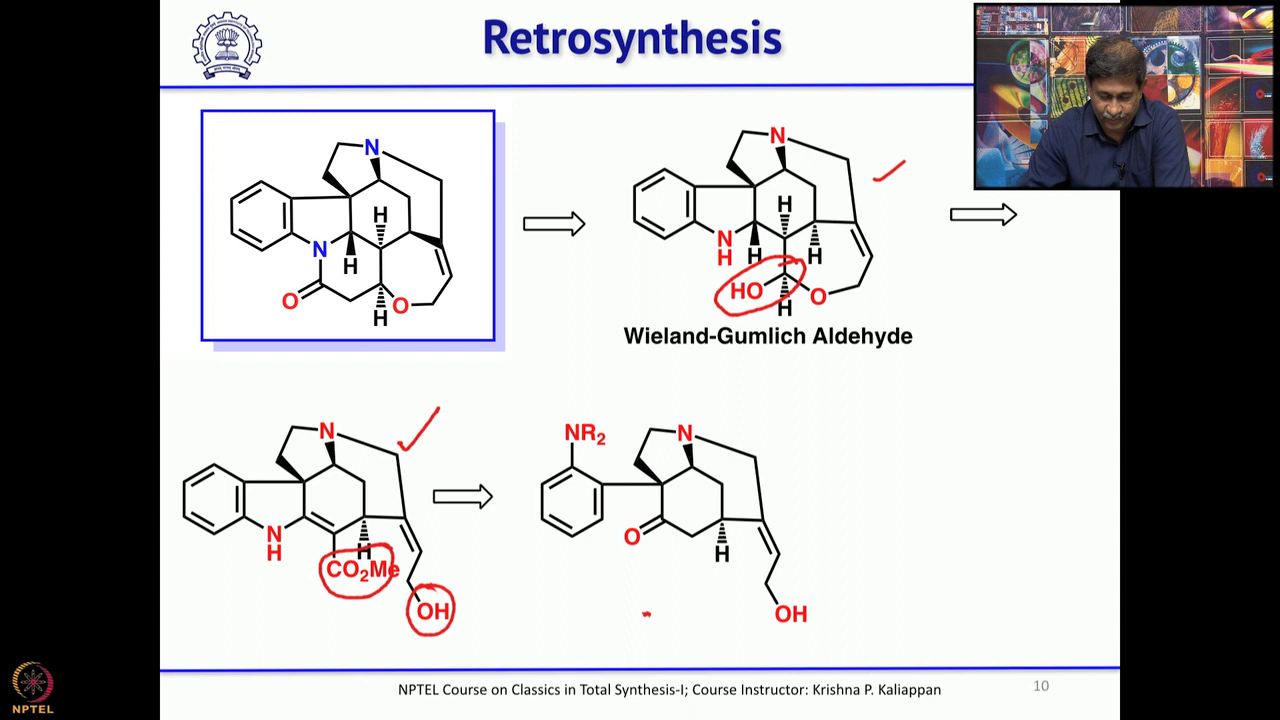 Retrosynthesis
N
H
N
H
O
O
H
N
H
N
H
H
H
HO
O
H
Wieland-Gumlich Aldehyde
N
N
H
H
CO2Me
OH
NR2
N
O
H
OH
NPTEL Course on Classics in Total Synthesis-I; Course Instructor: Krishna P. Kaliappan
10
NPTEL